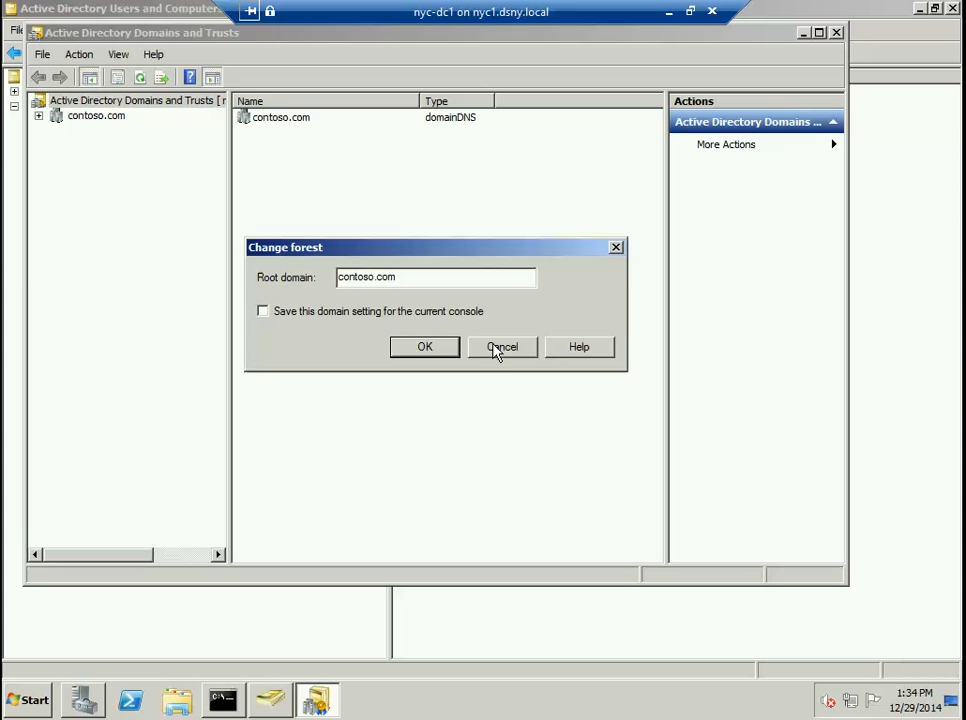 Active Directory Users and Computers
nyc-dc1 on nyc1.dsny.local
Active Directory Domains and Trusts
File Action View Help
Active Directory Domains and Trusts [
contoso.com
Name Type
contoso.com domainDNS
Actions
Active Directory Domains ...
More Actions
Change forest
Root domain: contoso.com
Save this domain setting for the current console
OK Cancel Help
Start
1:34 PM
12/29/2014